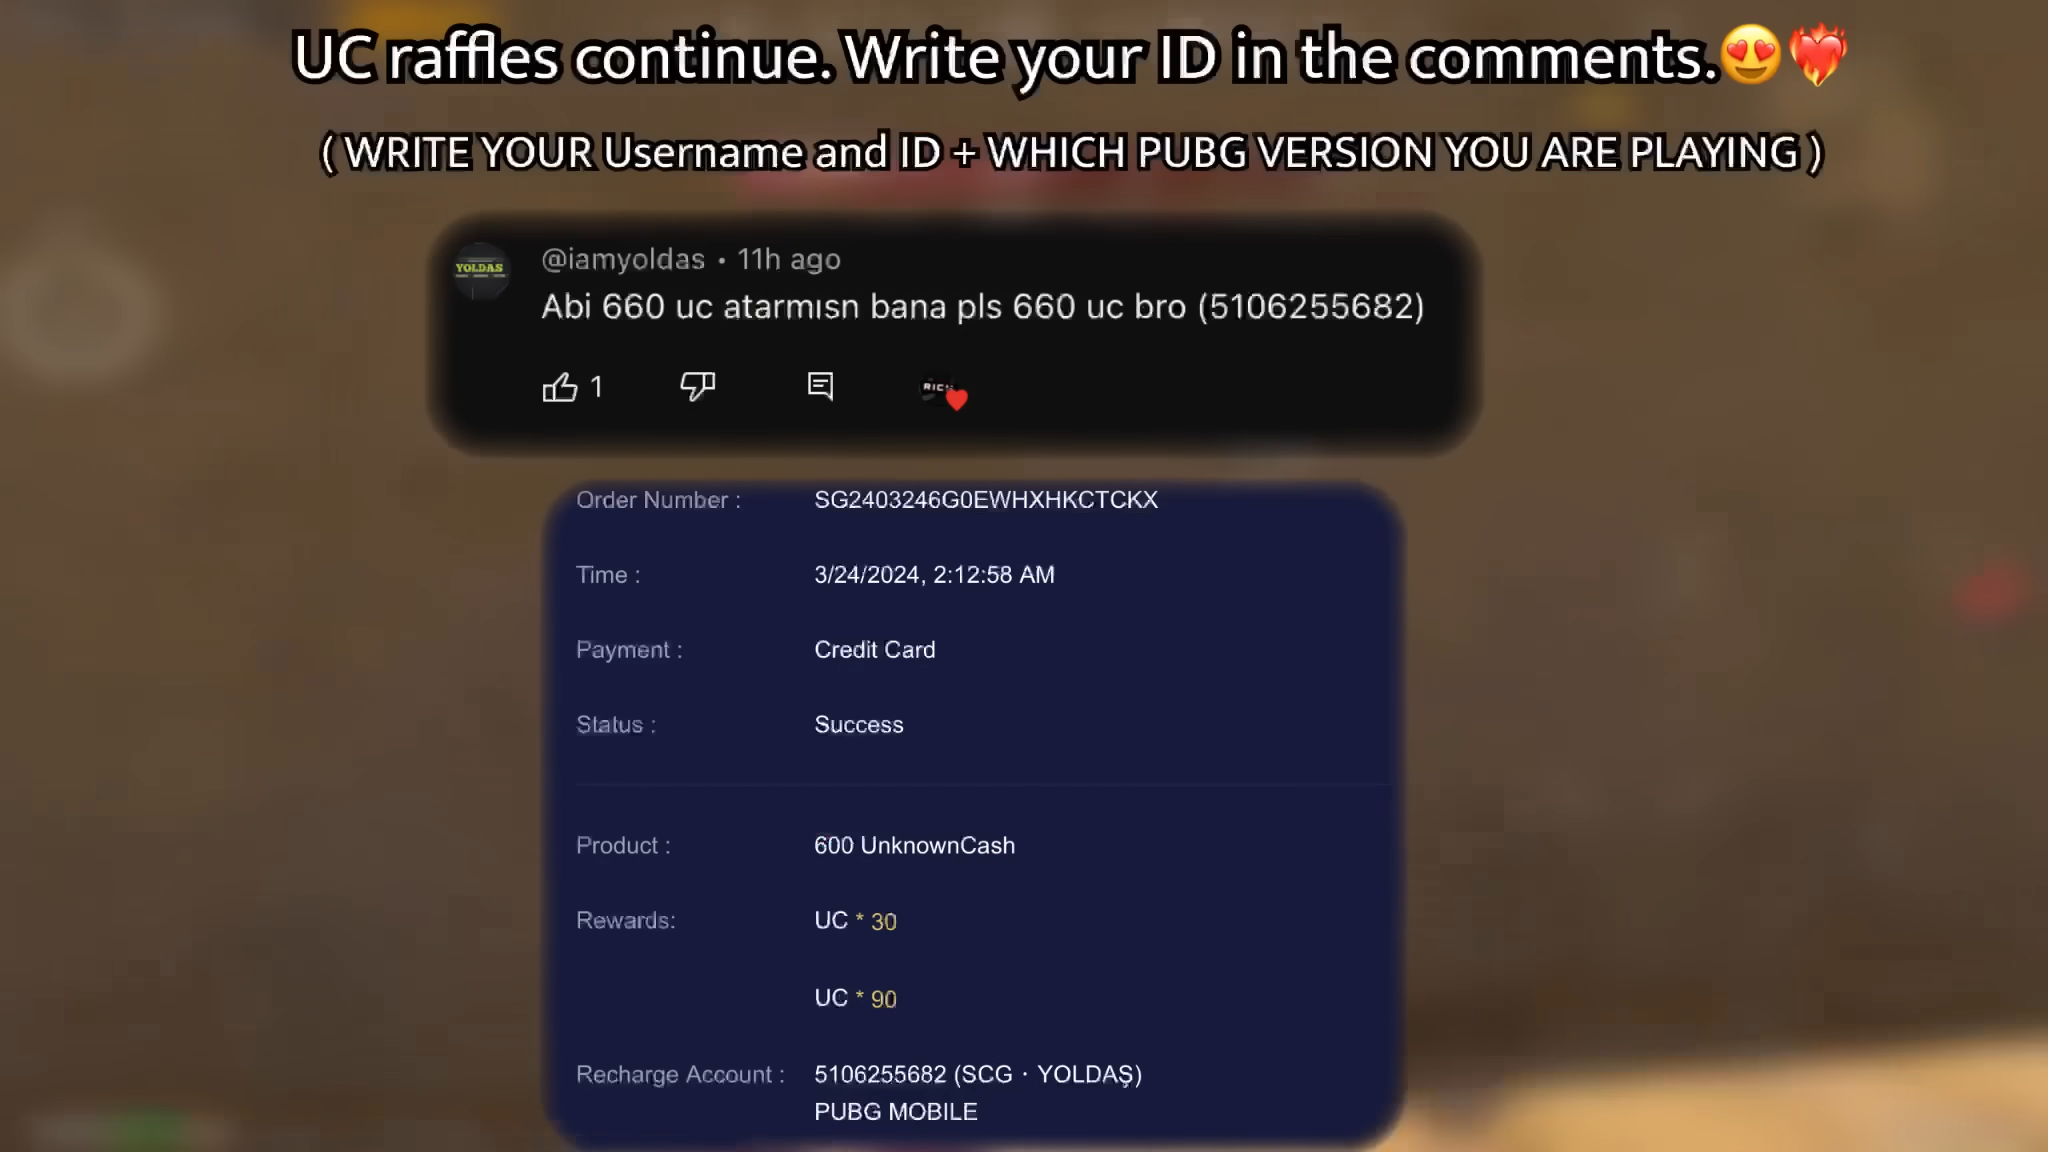 UC raffles continue. Write your ID in the comments.😍❤️‍🔥
( WRITE YOUR Username and ID + WHICH PUBG VERSION YOU ARE PLAYING )
YOLDAS
@iamyoldas • 11h ago
Abi 660 uc atarmısn bana pls 660 uc bro (5106255682)
1
Order Number : SG2403246G0EWHXHKCTCKX
Time : 3/24/2024, 2:12:58 AM
Payment : Credit Card
Status : Success
Product : 600 UnknownCash
Rewards: UC * 30
UC * 90
Recharge Account : 5106255682 (SCG · YOLDAŞ)
PUBG MOBILE